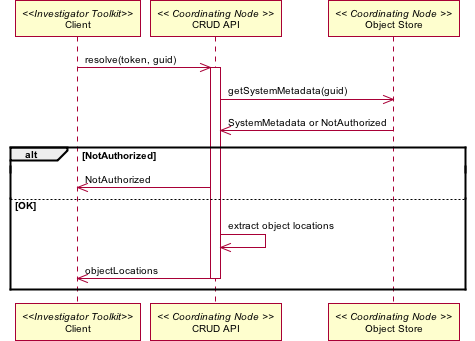 <<Investigator Toolkit>>
Client
<< Coordinating Node >>
CRUD API
<< Coordinating Node >>
Object Store
resolve(token, guid)
getSystemMetadata(guid)
SystemMetadata or NotAuthorized
alt
[NotAuthorized]
NotAuthorized
[OK]
extract object locations
objectLocations
<<Investigator Toolkit>>
Client
<< Coordinating Node >>
CRUD API
<< Coordinating Node >>
Object Store